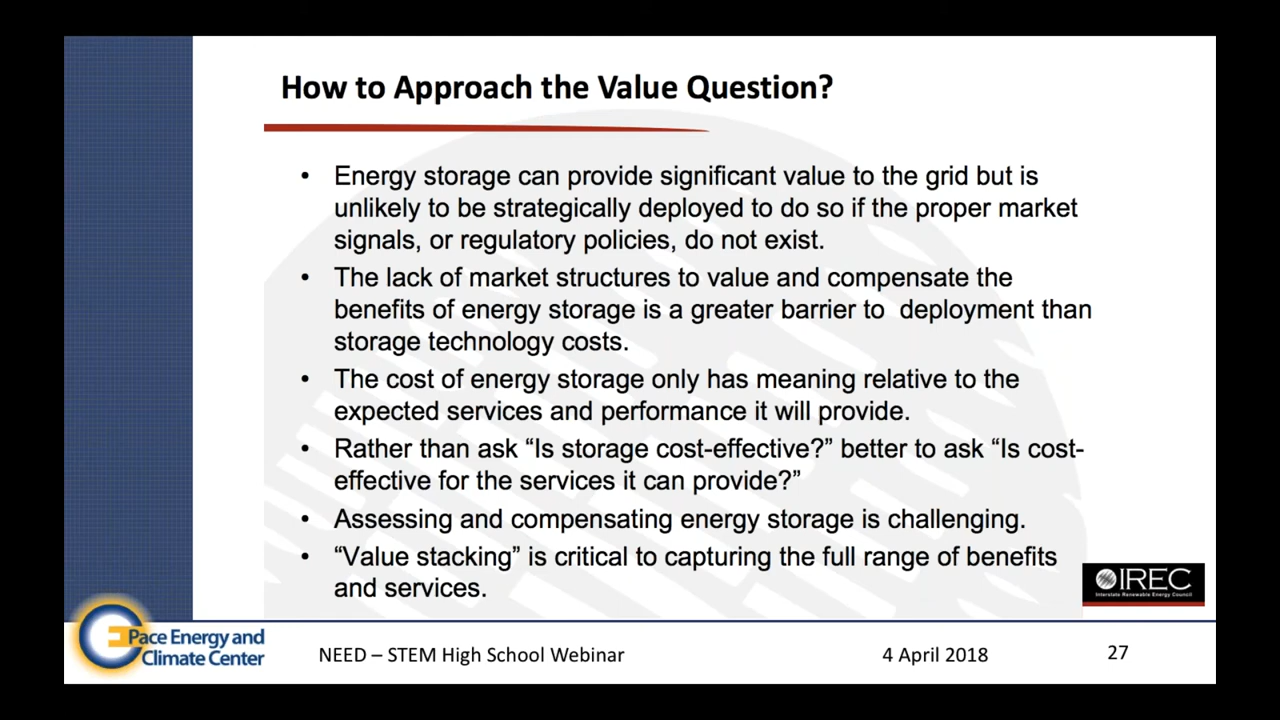 How to Approach the Value Question?
• Energy storage can provide significant value to the grid but is
unlikely to be strategically deployed to do so if the proper market
signals, or regulatory policies, do not exist.
• The lack of market structures to value and compensate the
benefits of energy storage is a greater barrier to  deployment than
storage technology costs.
• The cost of energy storage only has meaning relative to the
expected services and performance it will provide.
• Rather than ask “Is storage cost-effective?” better to ask “Is cost-
effective for the services it can provide?”
• Assessing and compensating energy storage is challenging.
• “Value stacking” is critical to capturing the full range of benefits
and services.
IREC
Interstate Renewable Energy Council
Pace Energy and
Climate Center
NEED – STEM High School Webinar
4 April 2018
27